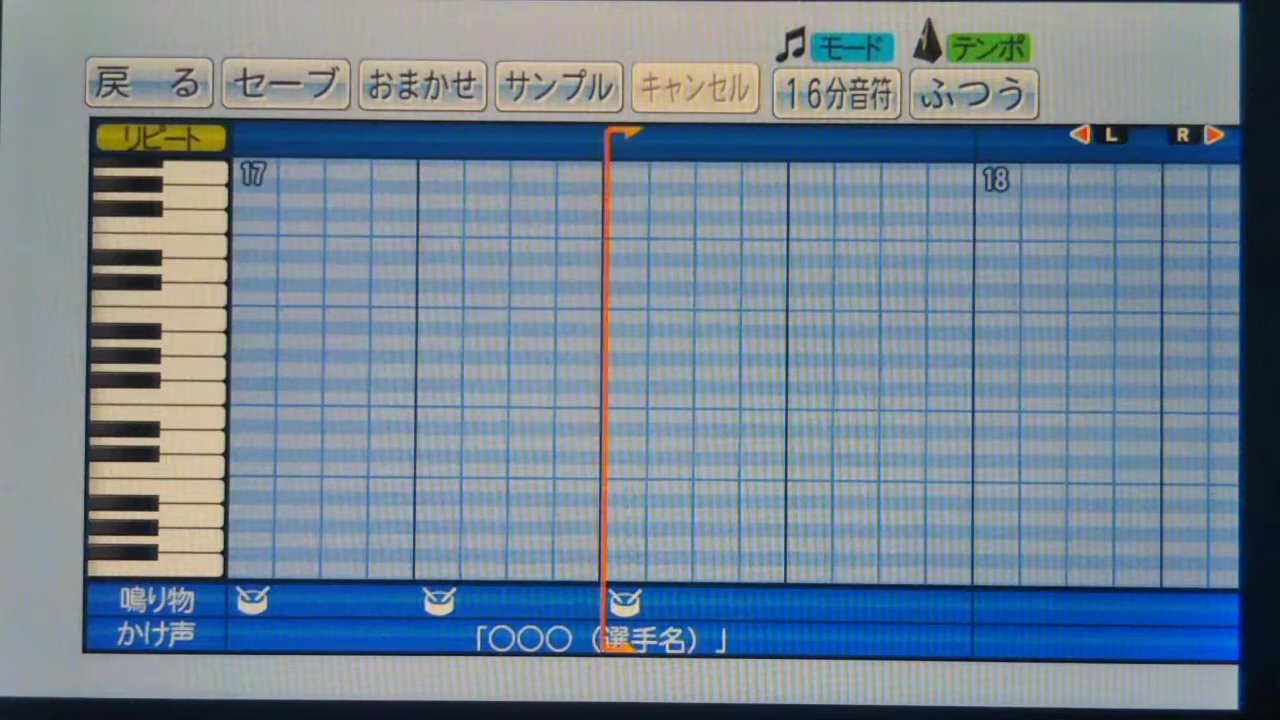 モード テンポ
戻る セーブ おまかせ サンプル キャンセル 16分音符 ふつう
リピート L R
17 18
鳴り物
かけ声 「〇〇〇（選手名）」